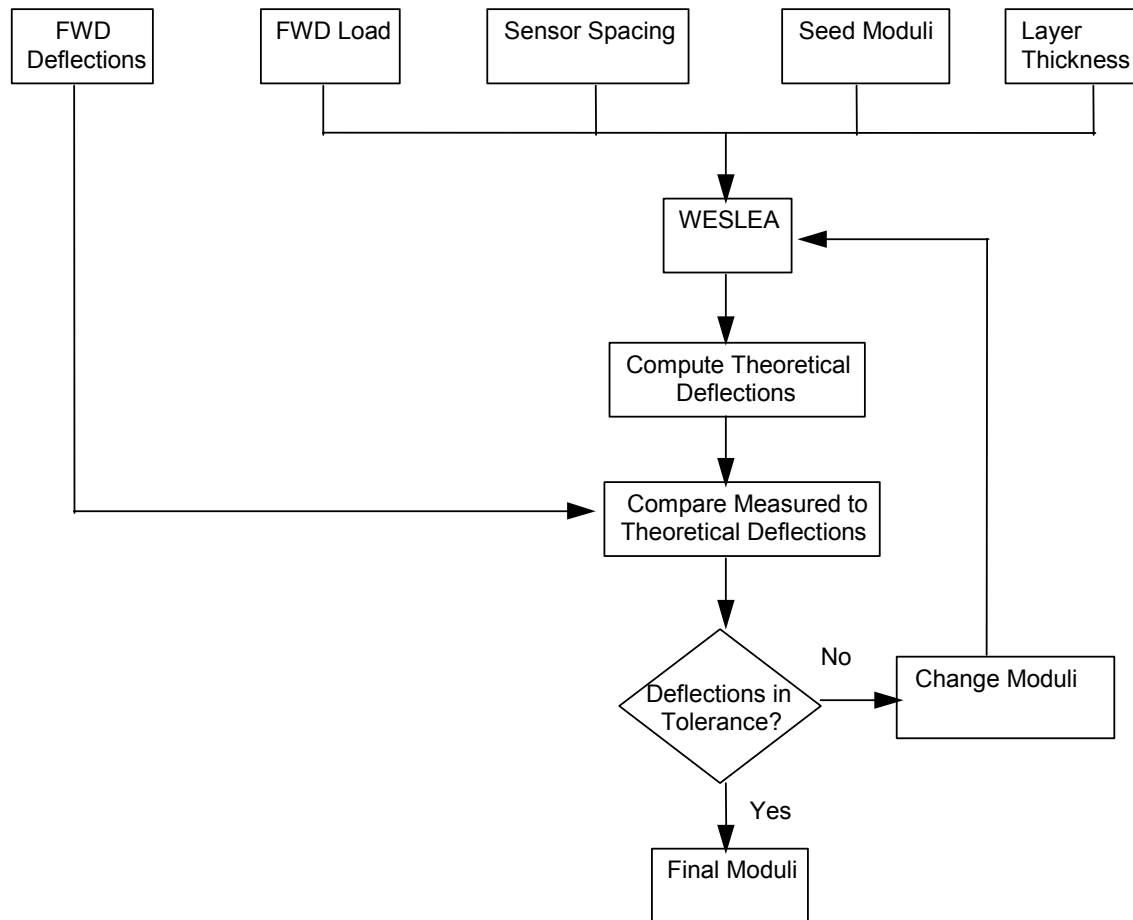 FWD
Deflections
FWD Load
Sensor Spacing
Seed Moduli
Layer
Thickness
WESLEA
Compute Theoretical
Deflections
Compare Measured to
Theoretical Deflections
Deflections in
Tolerance?
No
Change Moduli
Yes
Final Moduli